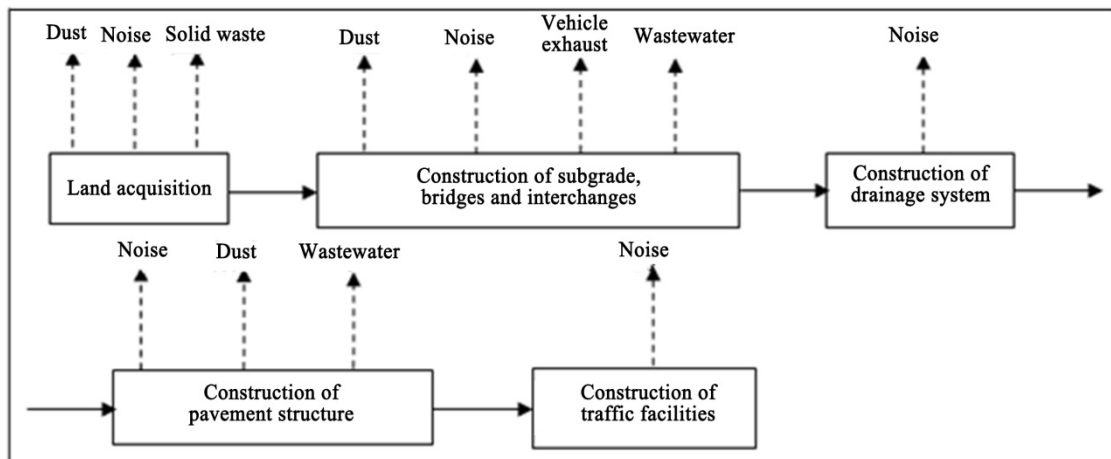 Dust Noise Solid waste
Dust Noise Vehicle
exhaust Wastewater
Noise
Land acquisition
Construction of subgrade,
bridges and interchanges
Construction of
drainage system
Noise Dust Wastewater
Noise
Construction of
pavement structure
Construction of
traffic facilities